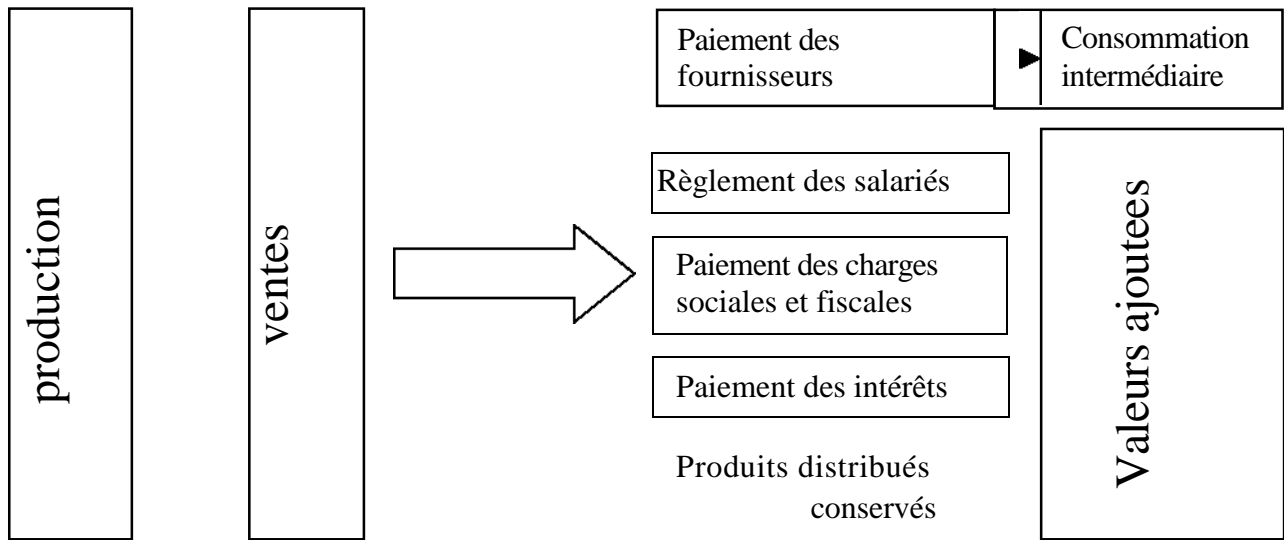 production
ventes
Paiement des
fournisseurs
Consommation
intermédiaire
Règlement des salariés
Paiement des charges
sociales et fiscales
Paiement des intérêts
Produits distribués
conservés
Valeurs ajoutees